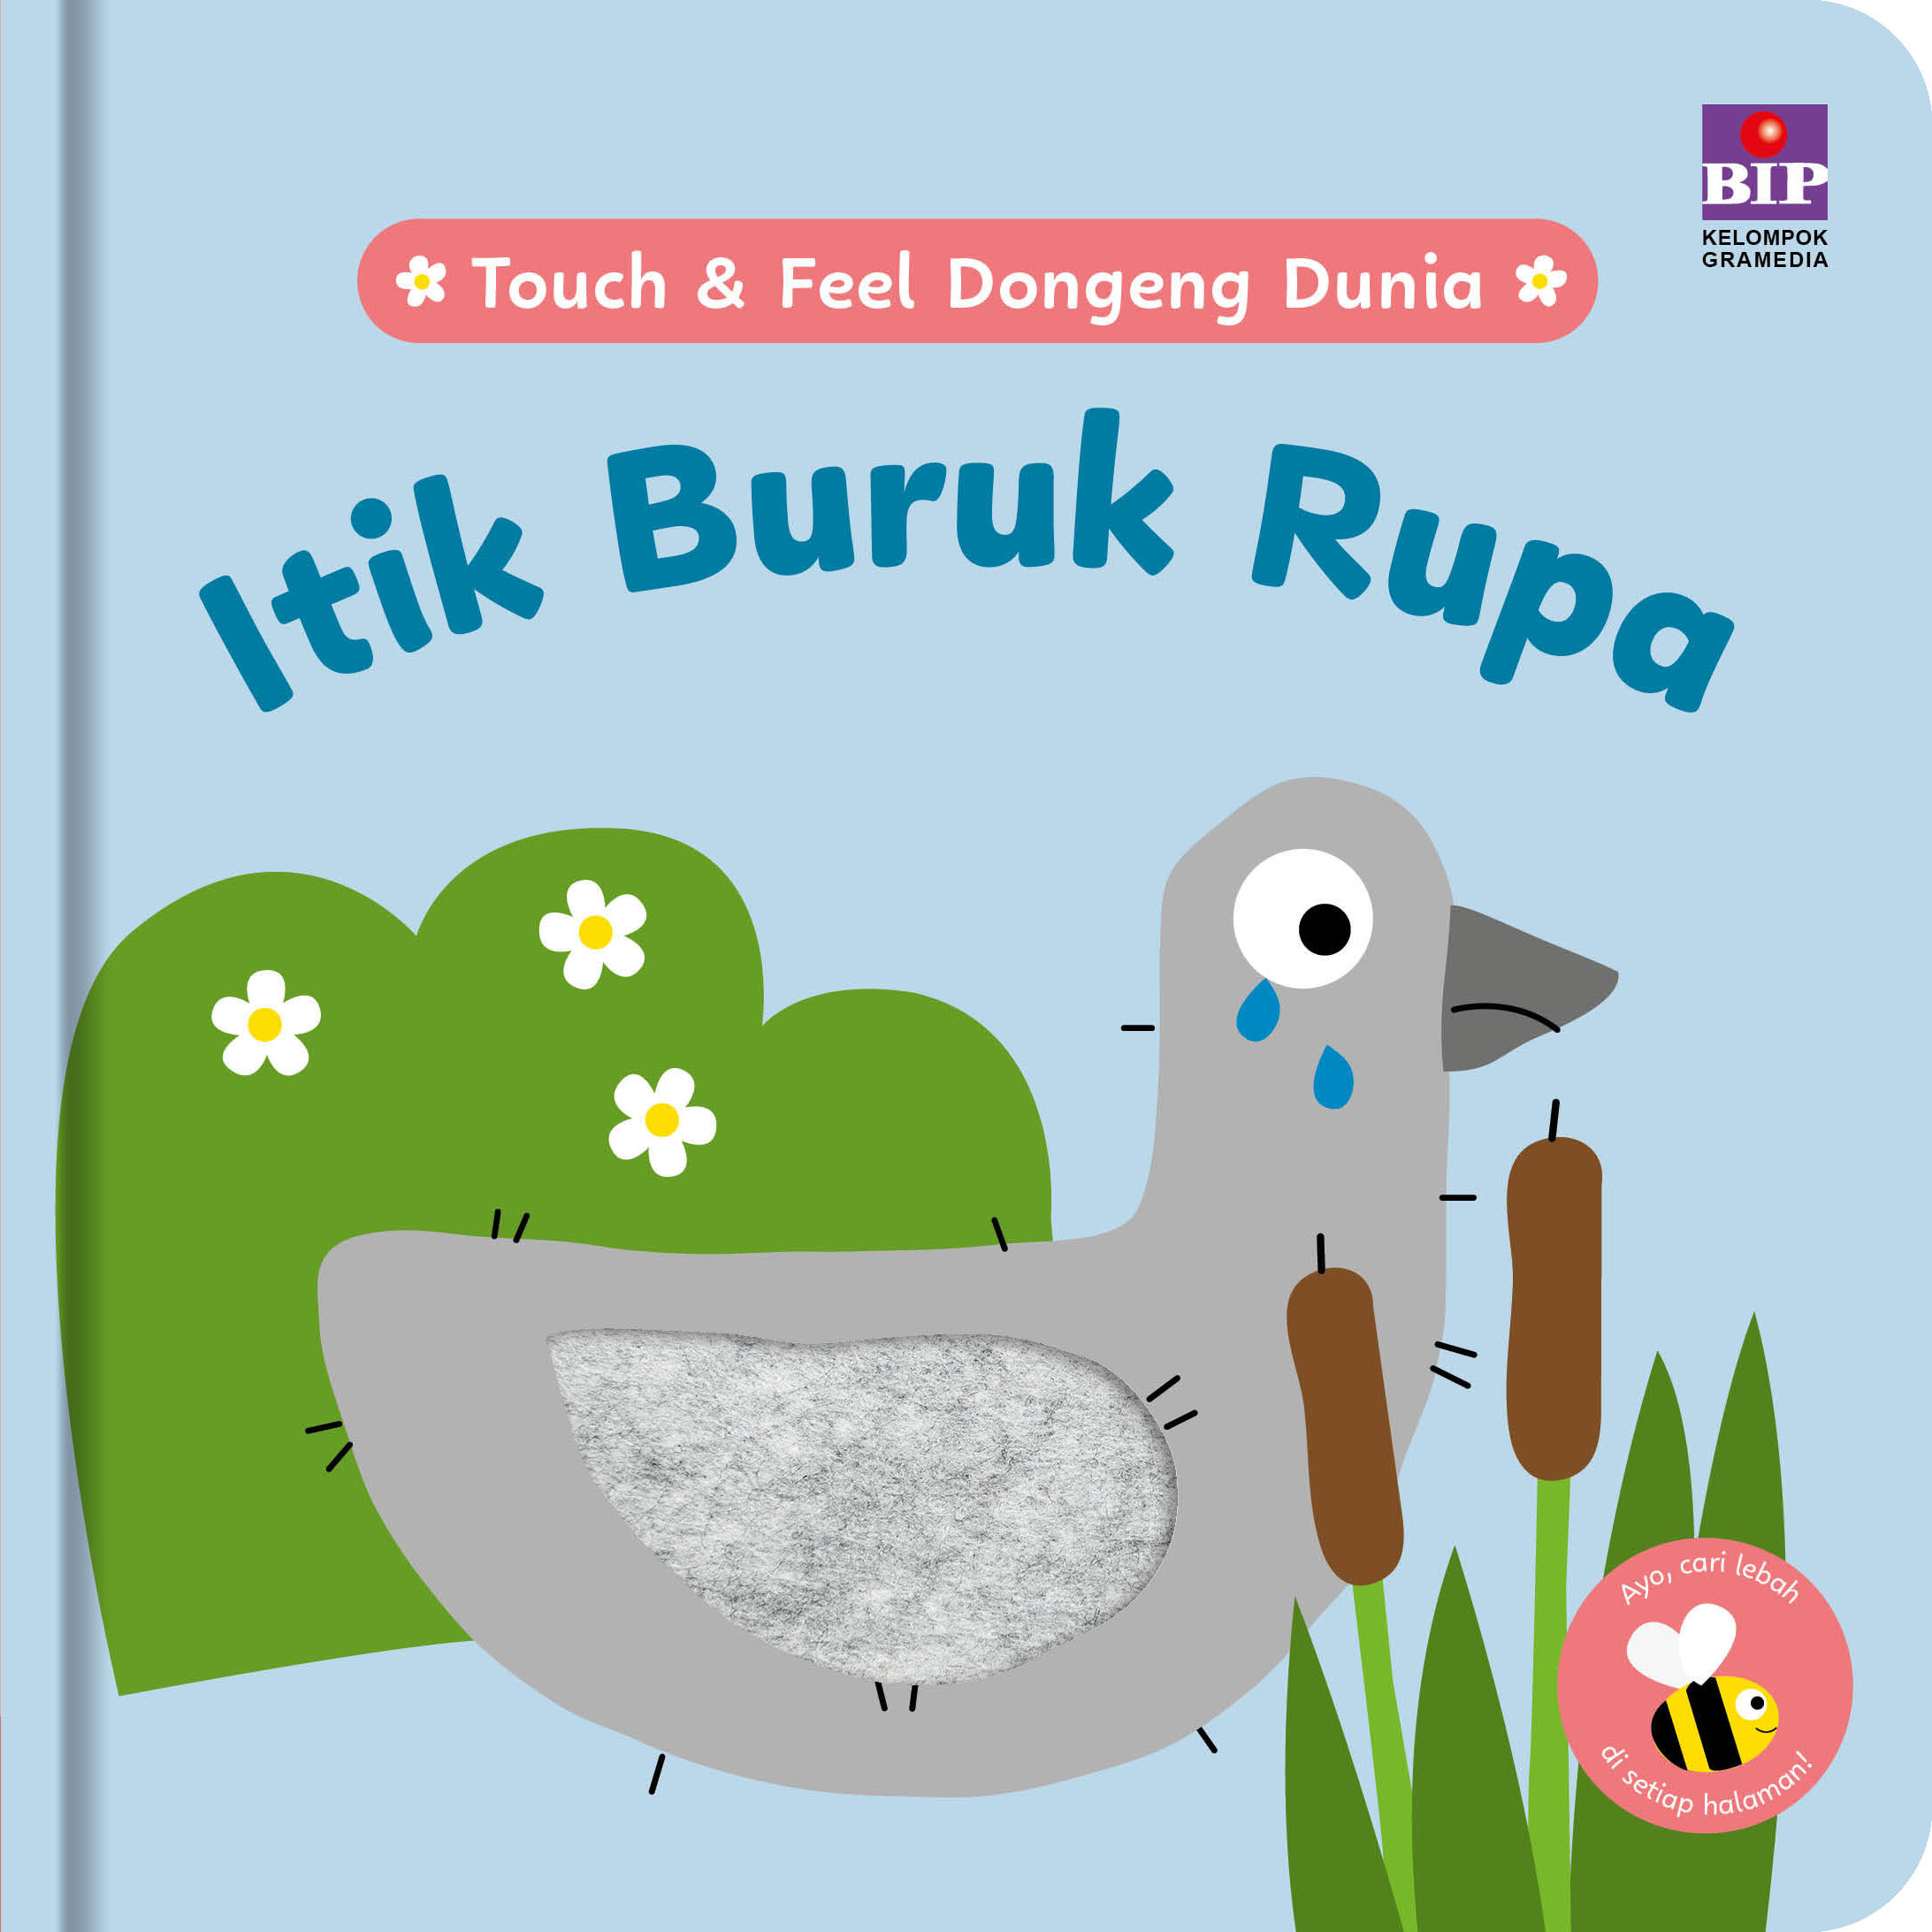 BIP
KELOMPOK
GRAMEDIA
Touch & Feel Dongeng Dunia
Itik Buruk Rupa
Ayo, cari lebah
di setiap halaman!